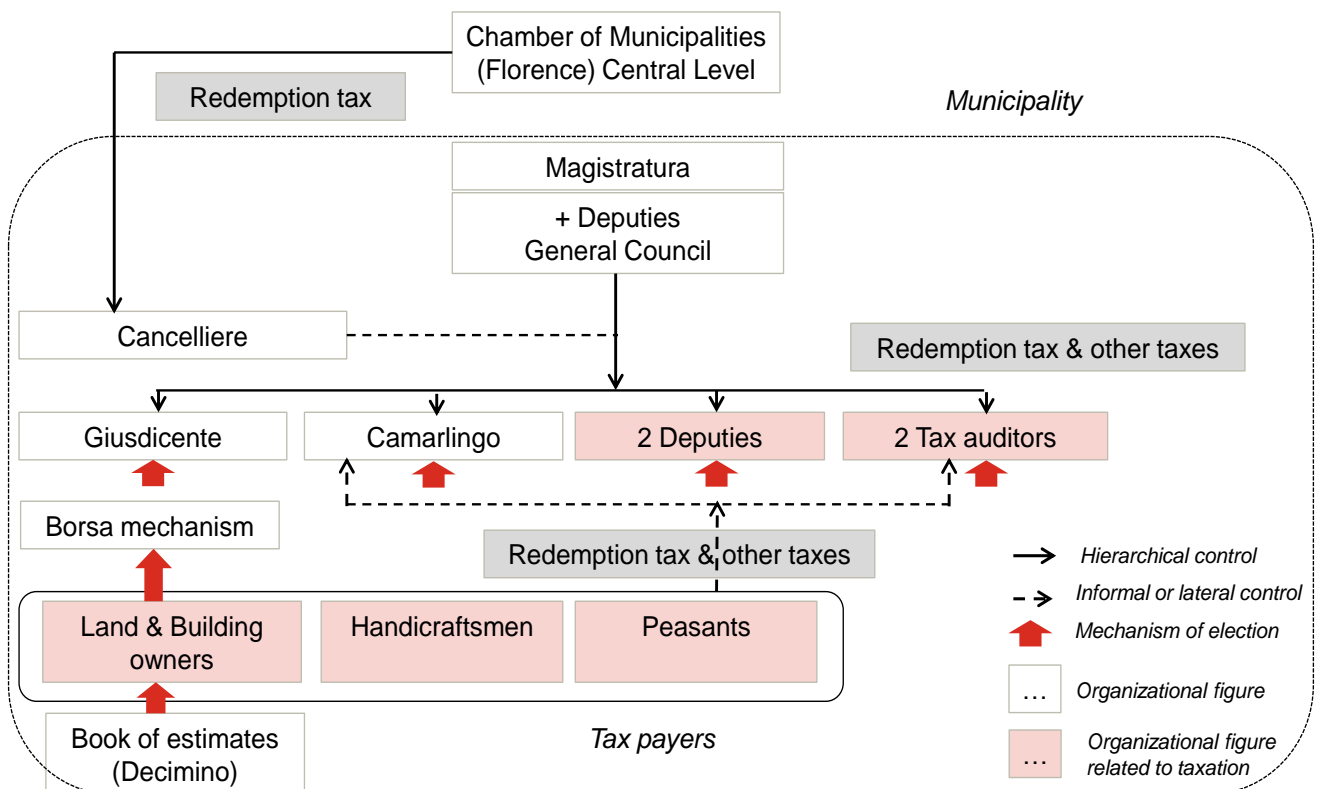 Chamber of Municipalities
(Florence) Central Level
Redemption tax
Municipality
Magistratura
+ Deputies
General Council
Cancelliere
Redemption tax & other taxes
Giusdicente
Camarlingo
2 Deputies
2 Tax auditors
Borsa mechanism
Redemption tax & other taxes
Land & Building
owners
Handicraftsmen
Peasants
Book of estimates
(Decimino)
Tax payers
Hierarchical control
Informal or lateral control
Mechanism of election
... Organizational figure
... Organizational figure
related to taxation